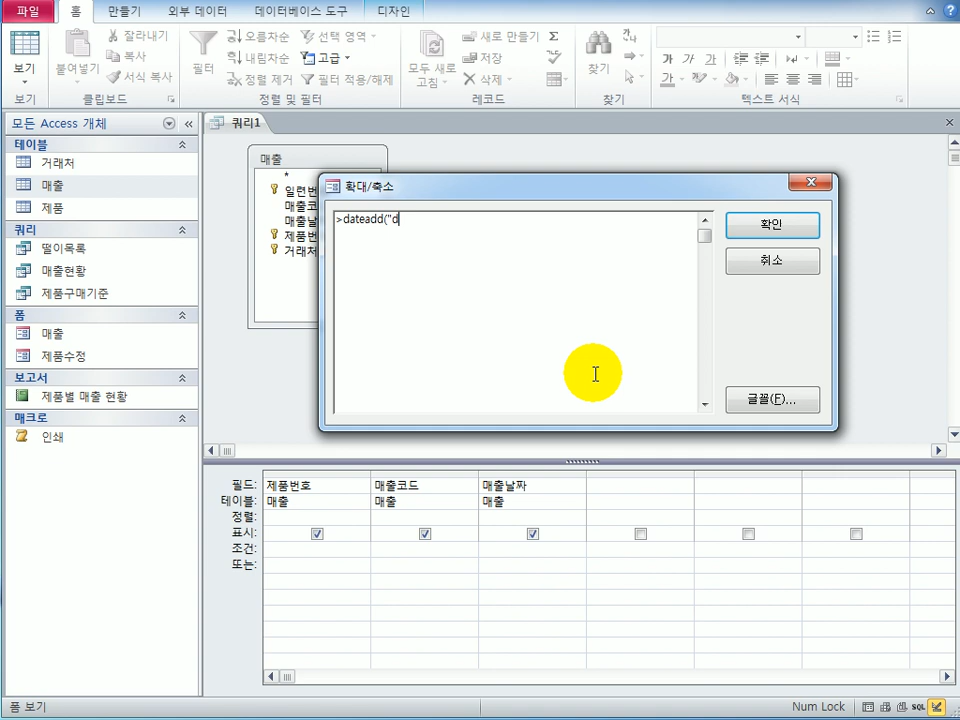 파일 홈 만들기 외부 데이터 데이터베이스 도구 디자인
보기 붙여넣기 잘라내기 복사 서식 복사
필터 오름차순 내림차순 정렬 제거 선택 영역 고급 필터 적용/해제
모두 새로 고침 새로 만들기 저장 삭제
찾기
가 가 가 가
보기 클립보드 정렬 및 필터 레코드 찾기 텍스트 서식
모든 Access 개체
테이블
거래처
매출
제품
쿼리
떨이목록
매출현황
제품구매기준
폼
매출
제품수정
보고서
제품별 매출 현황
매크로
인쇄
쿼리1
매출
*
일련번
매출코
매출날
제품번
거래처
확대/축소
>dateadd("d
확인
취소
글꼴(F)...
필드: 제품번호 매출코드 매출날짜
테이블: 매출 매출 매출
정렬:
표시:
조건:
또는:
폼 보기
Num Lock
SQL